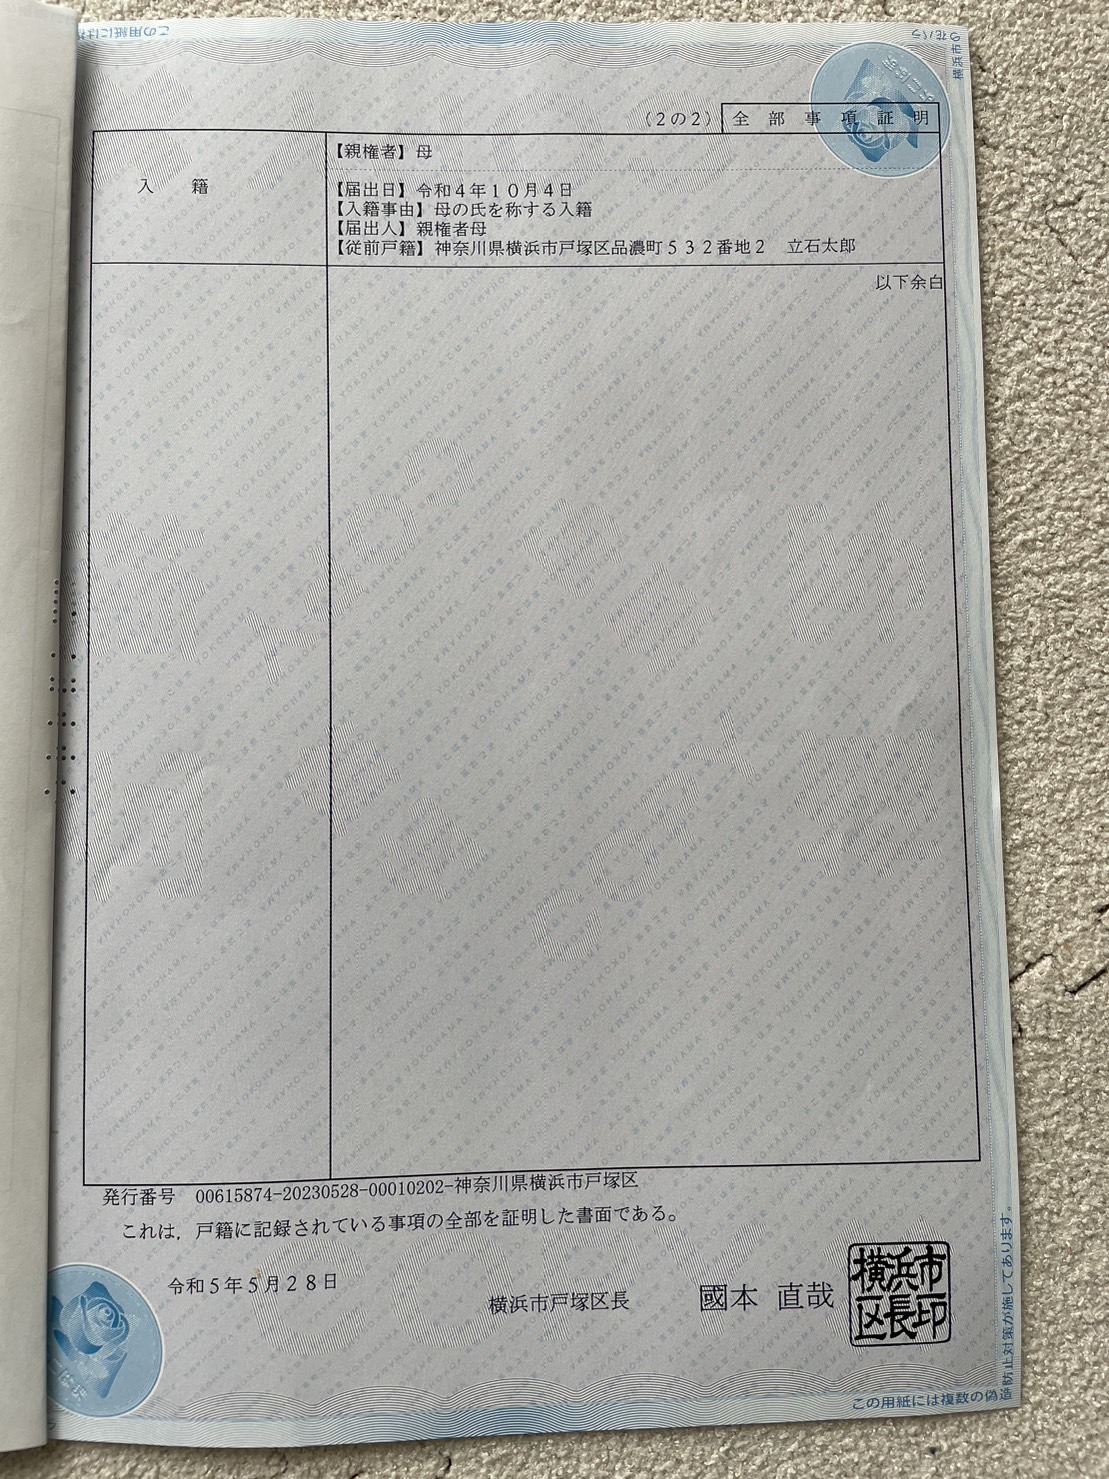 (2の2)
全部事項証明
【親権者】母
入籍
【届出日】令和4年10月4日
【入籍事由】母の氏を称する入籍
【届出人】親権者母
【従前戸籍】神奈川県横浜市戸塚区品濃町532番地2 立石太郎
以下余白
発行番号 00615874-20230528-00010202-神奈川県横浜市戸塚区
これは，戸籍に記録されている事項の全部を証明した書面である。
令和5年5月28日
横浜市戸塚区長 國本 直哉
横浜市
区長印
この用紙には複数の偽造
防止対策が施してあります。